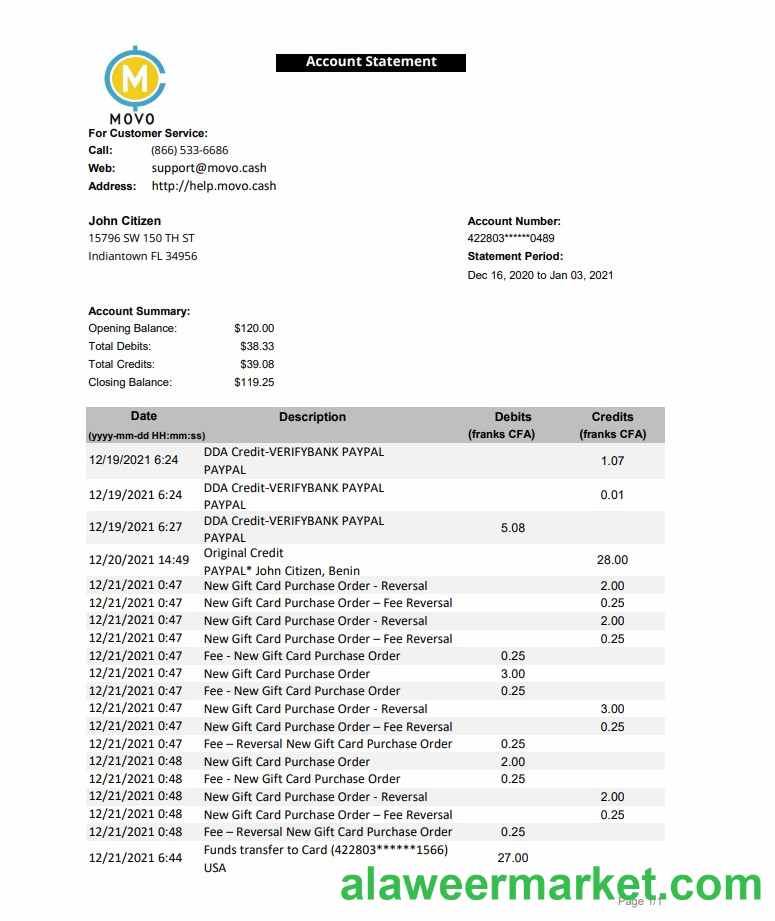 Account Statement
M
MOVO
For Customer Service:
Call: (866) 533-6686
Web: support@movo.cash
Address: http://help.movo.cash
John Citizen
15796 SW 150 TH ST
Indiantown FL 34956
Account Number:
422803******0489
Statement Period:
Dec 16, 2020 to Jan 03, 2021
Account Summary:
Opening Balance: $120.00
Total Debits: $38.33
Total Credits: $39.08
Closing Balance: $119.25
Date Description Debits Credits
(yyyy-mm-dd HH:mm:ss) (franks CFA) (franks CFA)
12/19/2021 6:24 DDA Credit-VERIFYBANK PAYPAL 1.07
PAYPAL
12/19/2021 6:24 DDA Credit-VERIFYBANK PAYPAL 0.01
PAYPAL
12/19/2021 6:27 DDA Credit-VERIFYBANK PAYPAL 5.08
PAYPAL
12/20/2021 14:49 Original Credit 28.00
PAYPAL* John Citizen, Benin
12/21/2021 0:47 New Gift Card Purchase Order - Reversal 2.00
12/21/2021 0:47 New Gift Card Purchase Order – Fee Reversal 0.25
12/21/2021 0:47 New Gift Card Purchase Order - Reversal 2.00
12/21/2021 0:47 New Gift Card Purchase Order – Fee Reversal 0.25
12/21/2021 0:47 Fee - New Gift Card Purchase Order 0.25
12/21/2021 0:47 New Gift Card Purchase Order 3.00
12/21/2021 0:47 Fee - New Gift Card Purchase Order 0.25
12/21/2021 0:47 New Gift Card Purchase Order - Reversal 3.00
12/21/2021 0:47 New Gift Card Purchase Order – Fee Reversal 0.25
12/21/2021 0:47 Fee – Reversal New Gift Card Purchase Order 0.25
12/21/2021 0:48 New Gift Card Purchase Order 2.00
12/21/2021 0:48 Fee - New Gift Card Purchase Order 0.25
12/21/2021 0:48 New Gift Card Purchase Order - Reversal 2.00
12/21/2021 0:48 New Gift Card Purchase Order – Fee Reversal 0.25
12/21/2021 0:48 Fee – Reversal New Gift Card Purchase Order 0.25
12/21/2021 6:44 Funds transfer to Card (422803******1566) 27.00
USA
alaweermarket.com
Page 1/1